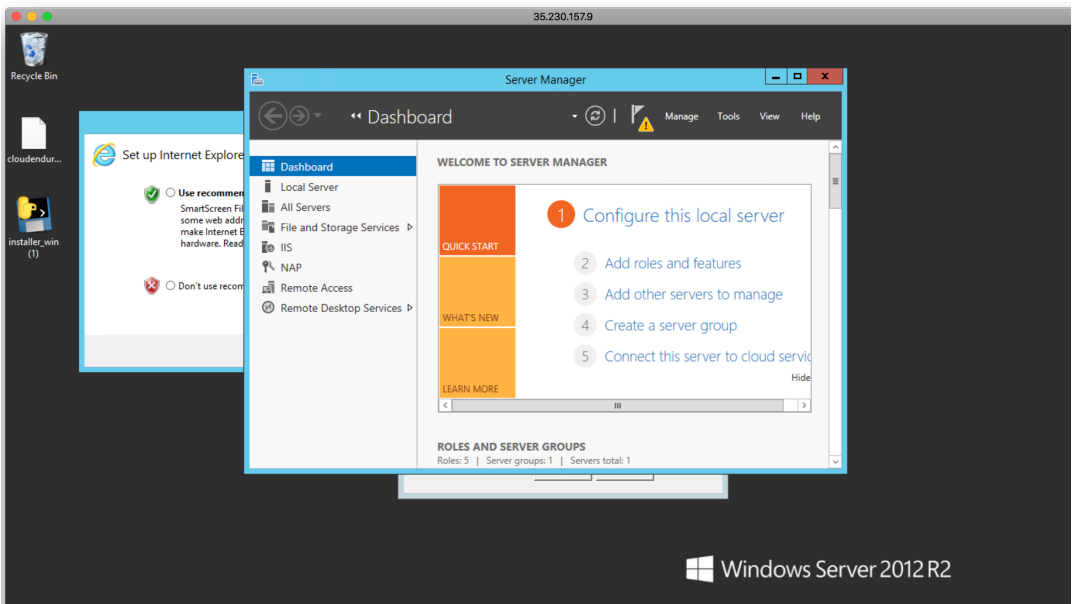 35.230.157.9
Recycle Bin
cloudendur...
installer_win
(1)
Set up Internet Explore
Use recommen
SmartScreen Fil
some web addr
make Internet E
hardware. Read
Don't use recom
Server Manager
Dashboard
Manage Tools View Help
Dashboard
Local Server
All Servers
File and Storage Services
IIS
NAP
Remote Access
Remote Desktop Services
WELCOME TO SERVER MANAGER
QUICK START
WHAT'S NEW
LEARN MORE
1 Configure this local server
2 Add roles and features
3 Add other servers to manage
4 Create a server group
5 Connect this server to cloud servic
Hide
ROLES AND SERVER GROUPS
Roles: 5 | Server groups: 1 | Servers total: 1
Windows Server 2012 R2